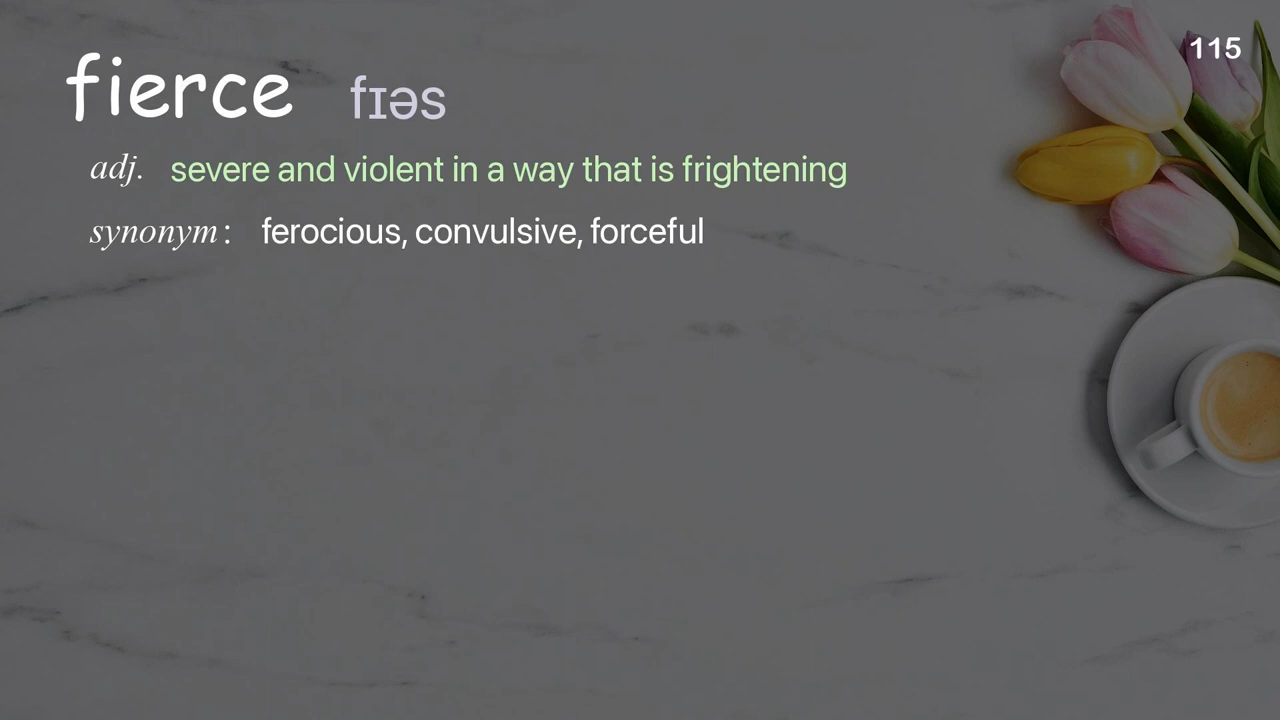 115
fierce fɪəs
adj. severe and violent in a way that is frightening
synonym: ferocious, convulsive, forceful